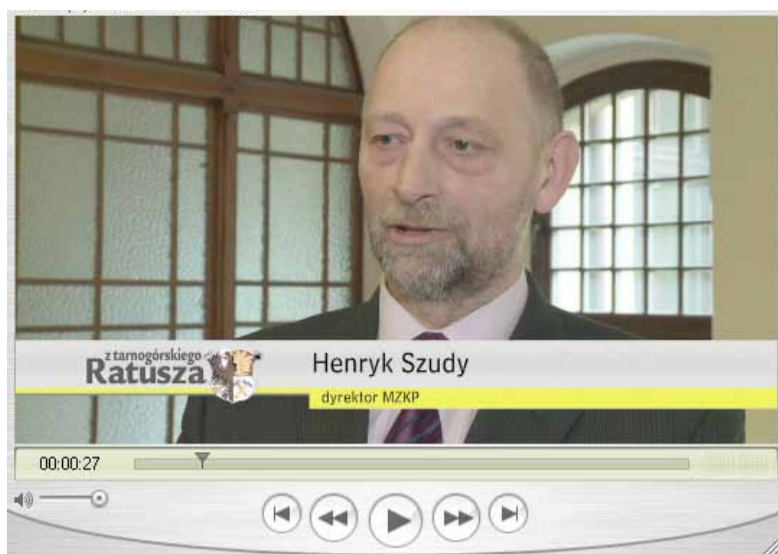 z tarnogórskiego
Ratusza
Henryk Szudy
dyrektor MZKP
00:00:27